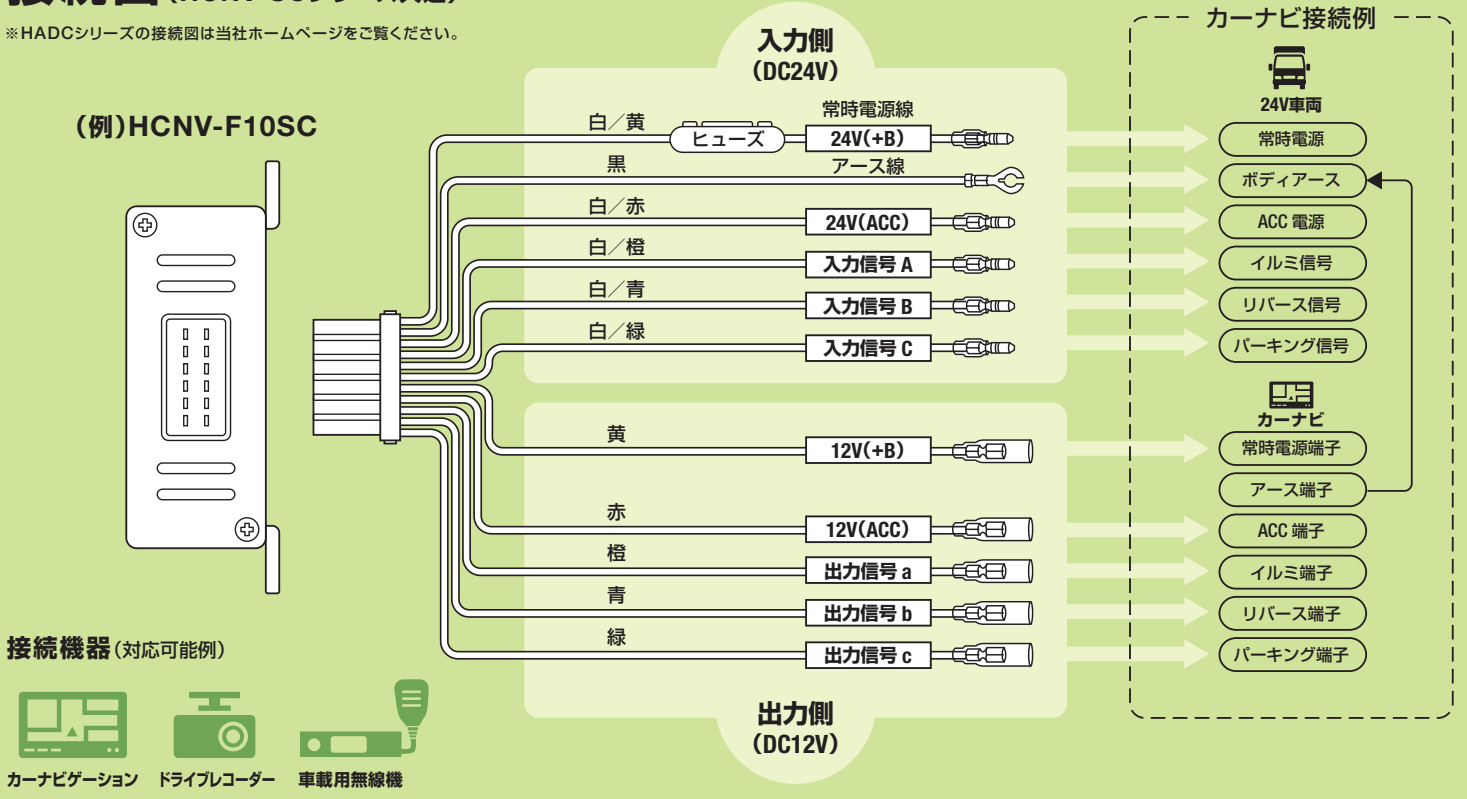 ※HADCシリーズの接続図は当社ホームページをご覧ください。
(例)HCNV-F10SC
入力側
(DC24V)
常時電源線
白／黄
ヒューズ
24V(+B)
黒
アース線
白／赤
24V(ACC)
白／橙
入力信号 A
白／青
入力信号 B
白／緑
入力信号 C
黄
12V(+B)
赤
12V(ACC)
橙
出力信号 a
青
出力信号 b
緑
出力信号 c
出力側
(DC12V)
カーナビ接続例
24V車両
常時電源
ボディアース
ACC 電源
イルミ信号
リバース信号
パーキング信号
カーナビ
常時電源端子
アース端子
ACC 端子
イルミ端子
リバース端子
パーキング端子
接続機器(対応可能例)
カーナビゲーション
ドライブレコーダー
車載用無線機